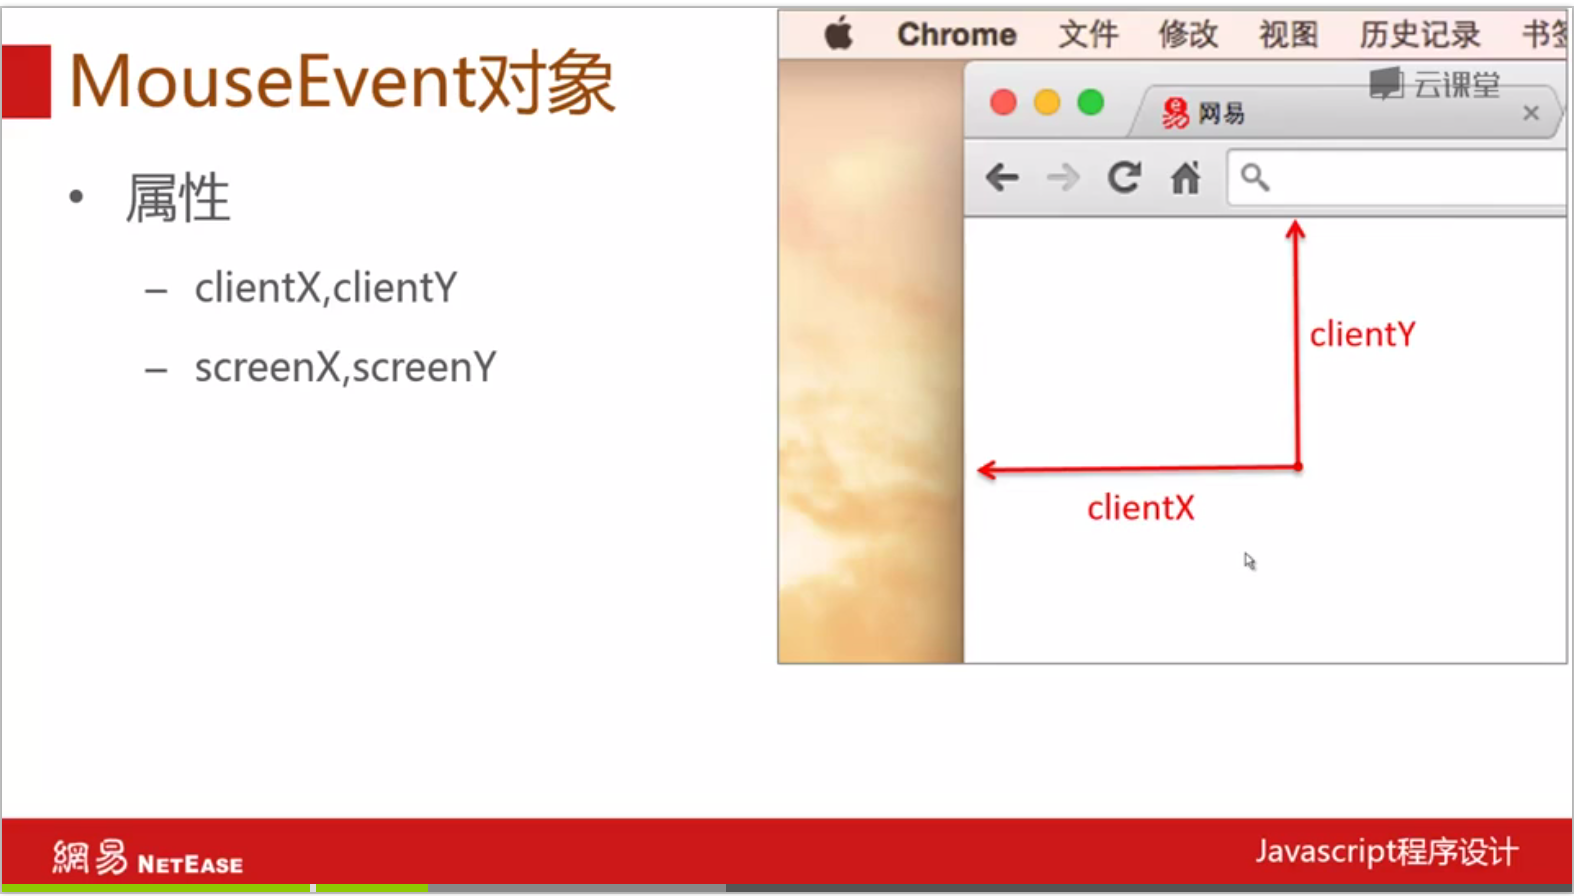 MouseEvent对象
• 属性
– clientX,clientY
– screenX,screenY
Chrome 文件 修改 视图 历史记录 书签
云课堂
网易
clientY
clientX
網易 NETEASE
Javascript程序设计